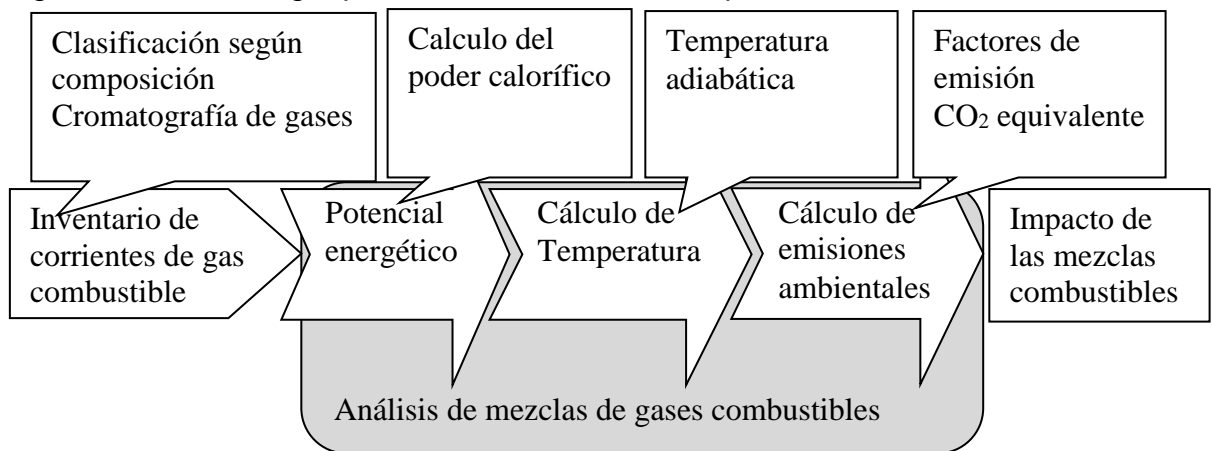 Clasificación según
composición
Cromatografía de gases
Calculo del
poder calorífico
Temperatura
adiabática
Factores de
emisión
CO₂ equivalente
Inventario de
corrientes de gas
combustible
Potencial
energético
Cálculo de
Temperatura
Cálculo de
emisiones
ambientales
Impacto de
las mezclas
combustibles
Análisis de mezclas de gases combustibles